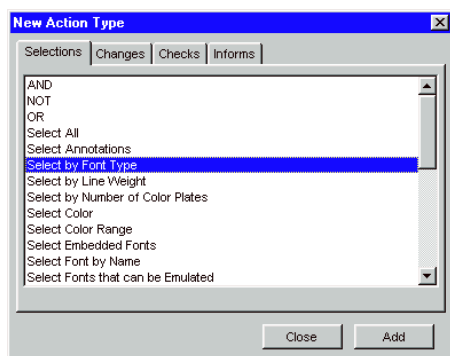 New Action Type
Selections Changes Checks Informs
AND
NOT
OR
Select All
Select Annotations
Select by Font Type
Select by Line Weight
Select by Number of Color Plates
Select Color
Select Color Range
Select Embedded Fonts
Select Font by Name
Select Fonts that can be Emulated
Close Add